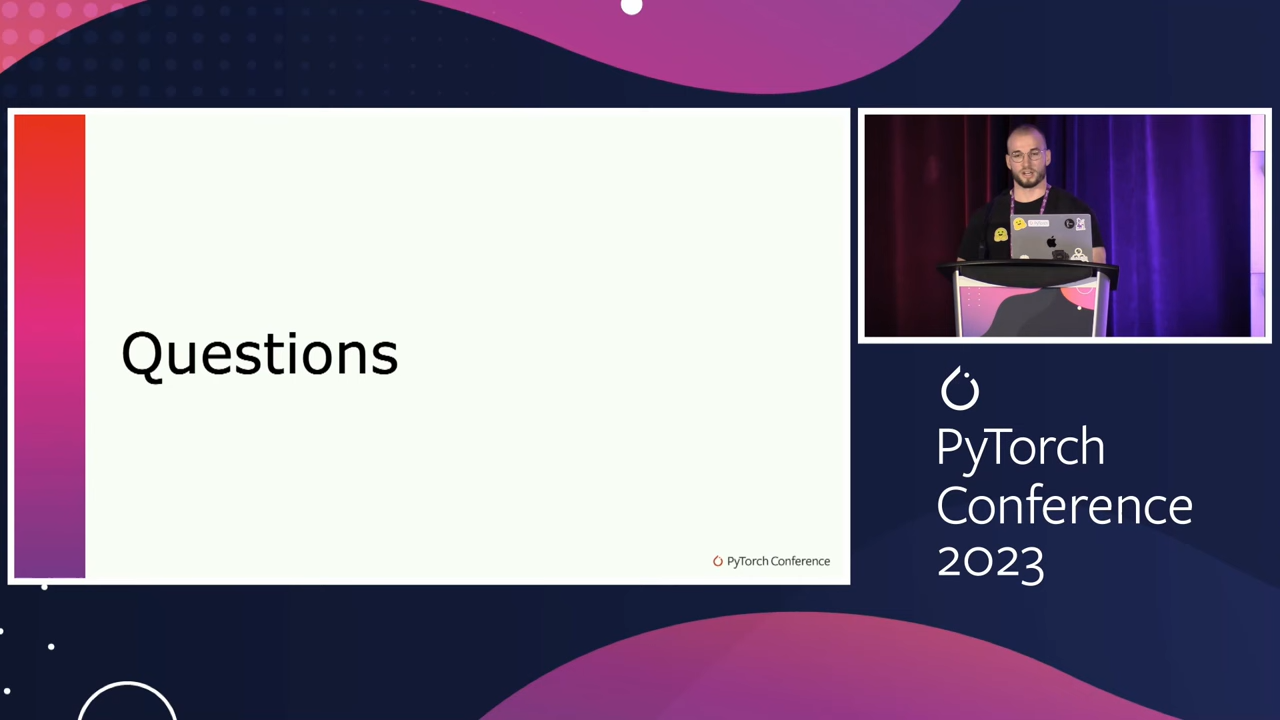 Questions
PyTorch Conference
PyTorch
Conference
2023